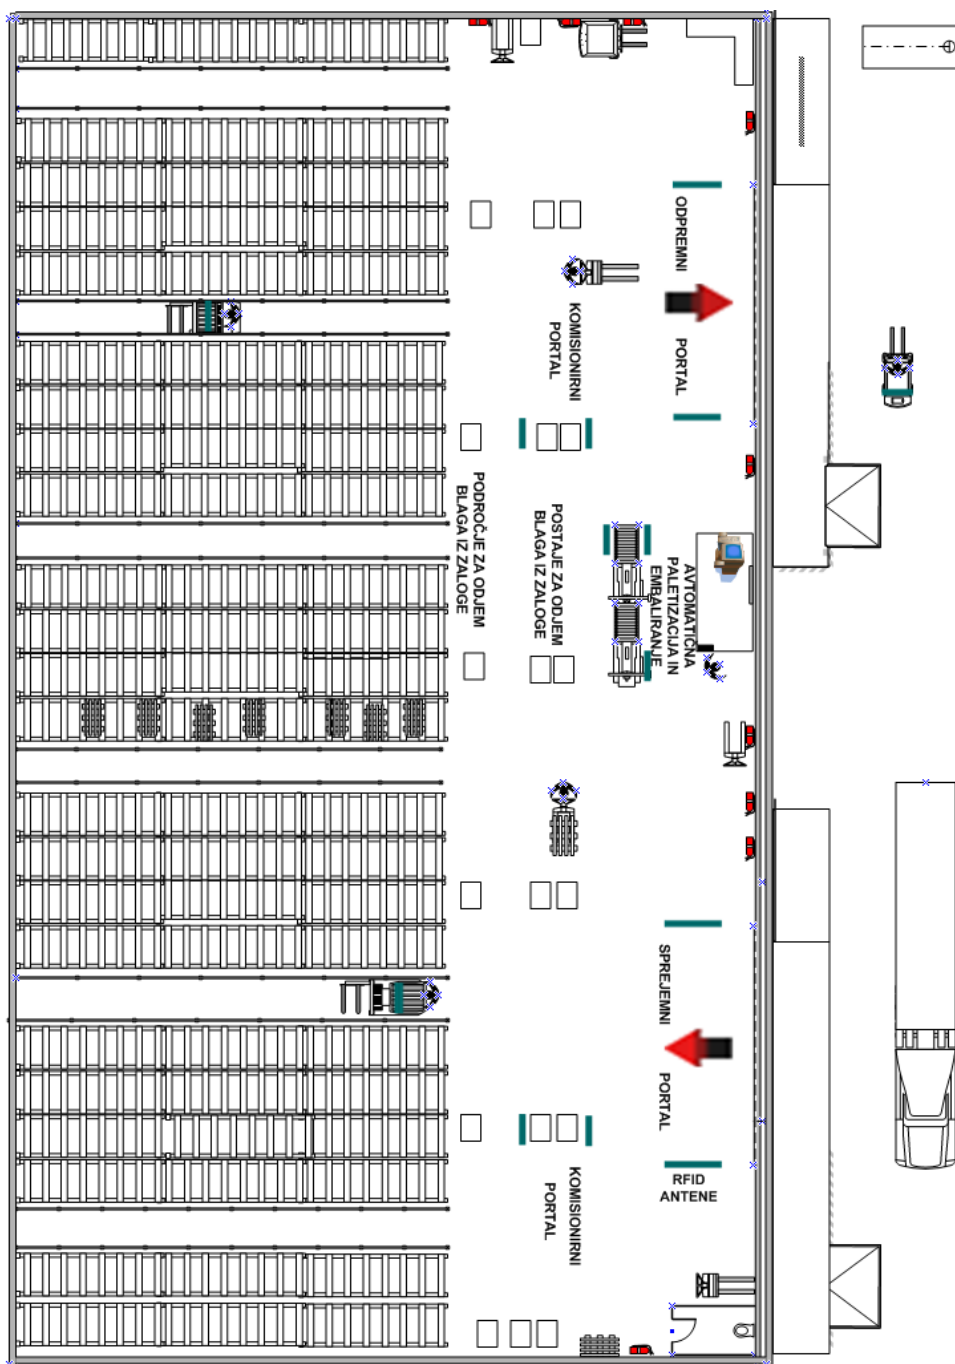 ODPREMNI
PORTAL
KOMISIONIRNI
PORTAL
PODROČJE ZA ODJEM
BLAGA IZ ZALOGE
POSTAJE ZA ODJEM
BLAGA IZ ZALOGE
AVTOMATIČNA
PALETIZACIJA IN
EMBALIRANJE
SPREJEMNI
PORTAL
RFID
ANTENE
KOMISIONIRNI
PORTAL